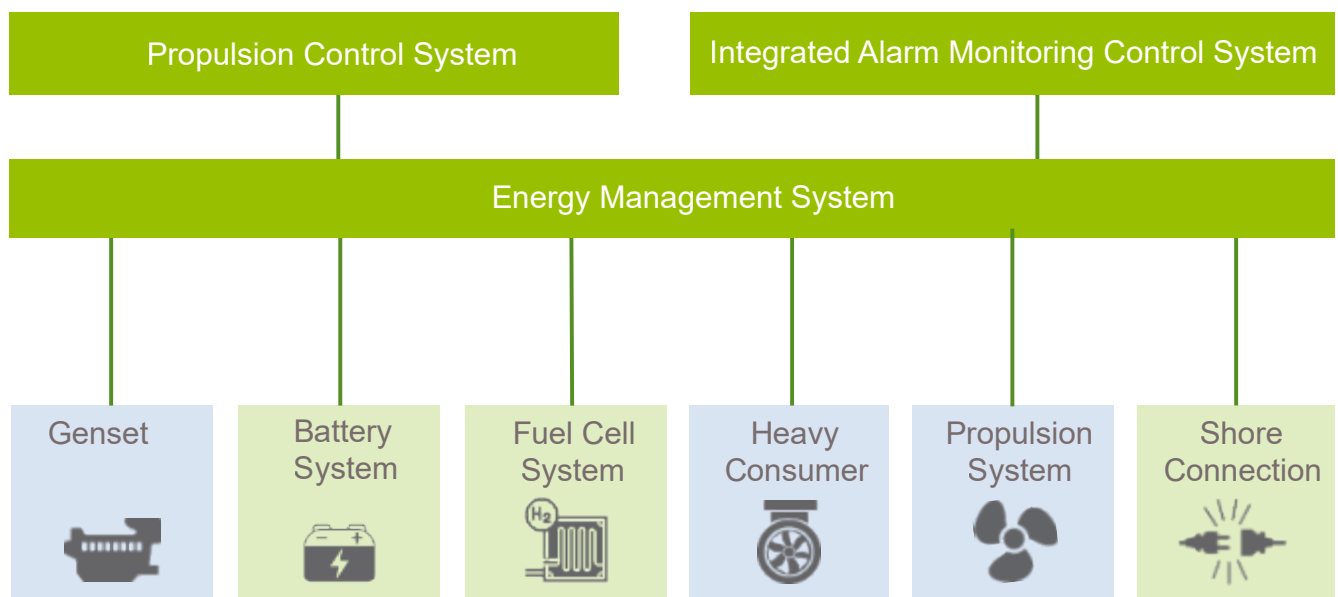 Propulsion Control System
Integrated Alarm Monitoring Control System
Energy Management System
Genset
Battery
System
Fuel Cell
System
Heavy
Consumer
Propulsion
System
Shore
Connection
H2